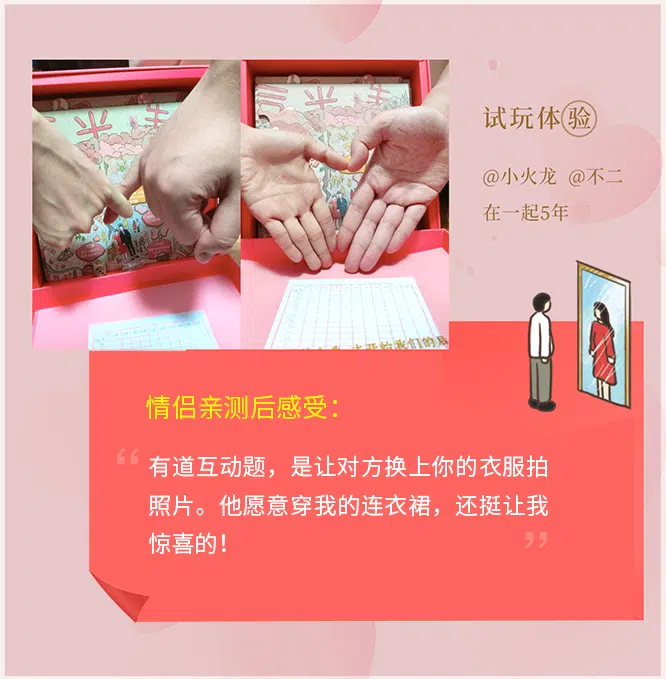 试玩体验
@小火龙 @不二
在一起5年
情侣亲测后感受：
“有道互动题，是让对方换上你的衣服拍
照片。他愿意穿我的连衣裙，还挺让我
惊喜的！”